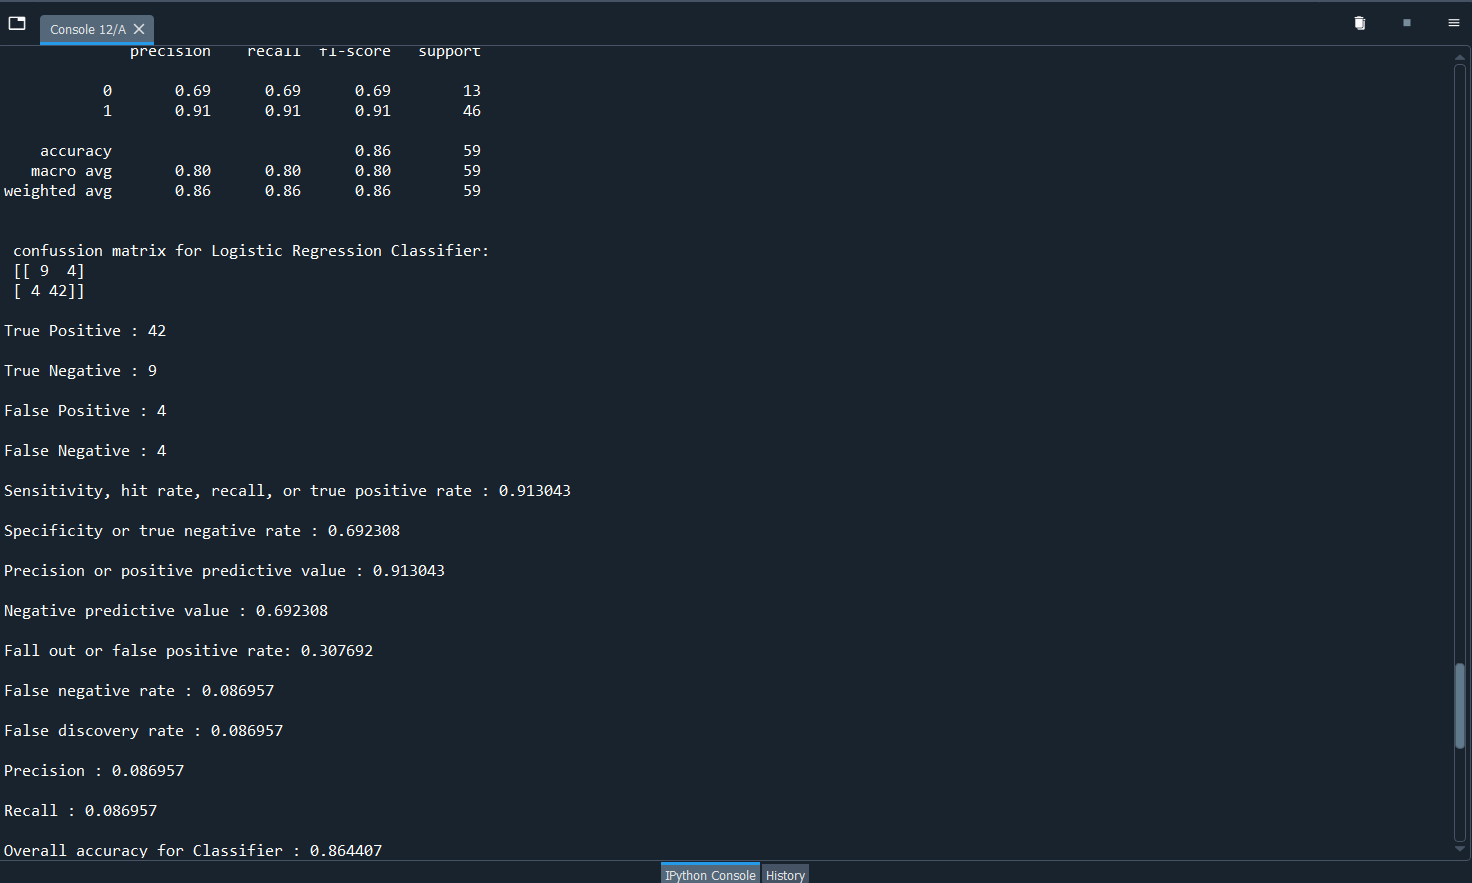 Console 12/A
precision recall f1-score support
0 0.69 0.69 0.69 13
1 0.91 0.91 0.91 46
accuracy 0.86 59
macro avg 0.80 0.80 0.80 59
weighted avg 0.86 0.86 0.86 59
confussion matrix for Logistic Regression Classifier:
[[ 9 4]
[ 4 42]]
True Positive : 42
True Negative : 9
False Positive : 4
False Negative : 4
Sensitivity, hit rate, recall, or true positive rate : 0.913043
Specificity or true negative rate : 0.692308
Precision or positive predictive value : 0.913043
Negative predictive value : 0.692308
Fall out or false positive rate: 0.307692
False negative rate : 0.086957
False discovery rate : 0.086957
Precision : 0.086957
Recall : 0.086957
Overall accuracy for Classifier : 0.864407
IPython Console History